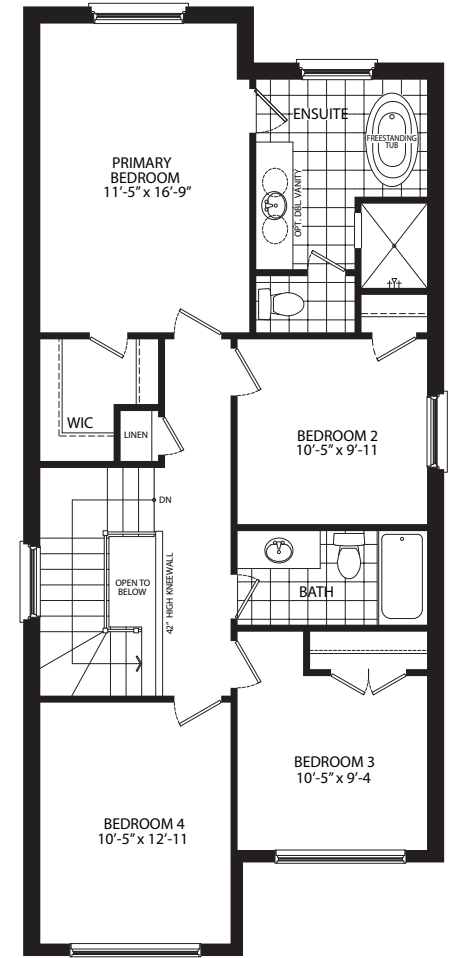 ENSUITE
FREESTANDING
TUB
PRIMARY
BEDROOM
11'-5" x 16'-9"
OPT. DBL. VANITY
WIC
LINEN
BEDROOM 2
10'-5" x 9'-11
DN
OPEN TO
BELOW
42" HIGH KNEEWALL
BATH
BEDROOM 3
10'-5" x 9'-4
BEDROOM 4
10'-5" x 12'-11